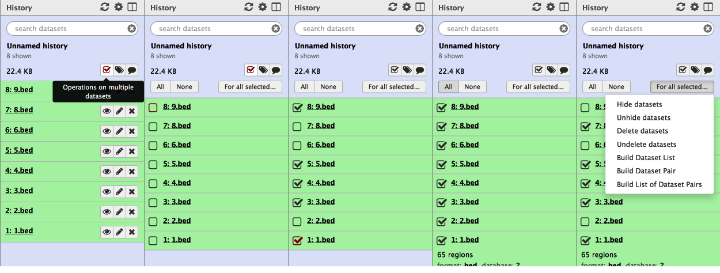 History
search datasets
Unnamed history
8 shown
22.4 KB
Operations on multiple
datasets
8: 9.bed
7: 8.bed
6: 6.bed
5: 5.bed
4: 4.bed
3: 3.bed
2: 2.bed
1: 1.bed
History
search datasets
Unnamed history
8 shown
22.4 KB
All None For all selected...
8: 9.bed
7: 8.bed
6: 6.bed
5: 5.bed
4: 4.bed
3: 3.bed
2: 2.bed
1: 1.bed
History
search datasets
Unnamed history
8 shown
22.4 KB
All None For all selected...
8: 9.bed
7: 8.bed
6: 6.bed
5: 5.bed
4: 4.bed
3: 3.bed
2: 2.bed
1: 1.bed
History
search datasets
Unnamed history
8 shown
22.4 KB
All None For all selected...
8: 9.bed
7: 8.bed
6: 6.bed
5: 5.bed
4: 4.bed
3: 3.bed
2: 2.bed
1: 1.bed
65 regions
format: bed, database: ?
History
search datasets
Unnamed history
8 shown
22.4 KB
All None For all selected...
Hide datasets
Unhide datasets
Delete datasets
Undelete datasets
Build Dataset List
Build Dataset Pair
Build List of Dataset Pairs
8:
7: 8.bed
6: 6.bed
5: 5.bed
4: 4.bed
3: 3.bed
2: 2.bed
1: 1.bed
65 regions
format: bed, database: ?